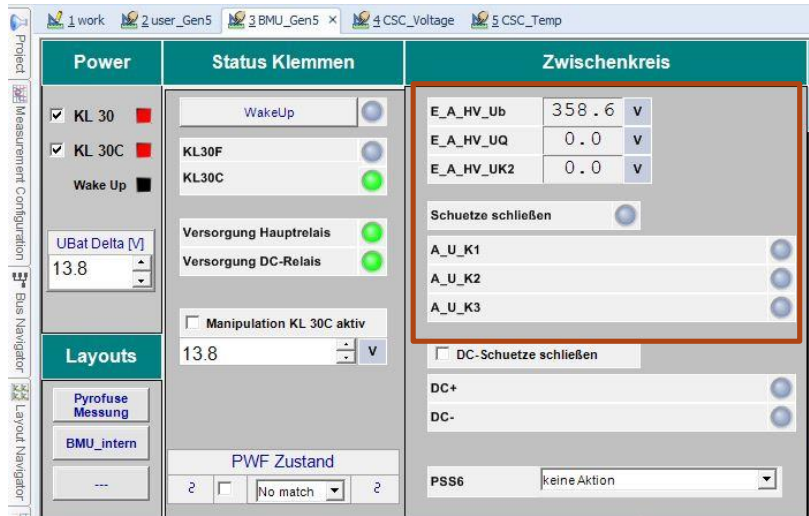 1 work 2 user_Gen5 3 BMU_Gen5 × 4 CSC_Voltage 5 CSC_Temp
Project
Measurement Configuration
Bus Navigator
Layout Navigator
Power
KL 30
KL 30C
Wake Up
UBat Delta [V]
13.8
Layouts
Pyrofuse
Messung
BMU_intern
---
Status Klemmen
WakeUp
KL30F
KL30C
Versorgung Hauptrelais
Versorgung DC-Relais
Manipulation KL 30C aktiv
13.8 V
PWF Zustand
No match
Zwischenkreis
E_A_HV_Ub 358.6 V
E_A_HV_UQ 0.0 V
E_A_HV_UK2 0.0 V
Schuetze schließen
A_U_K1
A_U_K2
A_U_K3
DC-Schuetze schließen
DC+
DC-
PSS6 keine Aktion